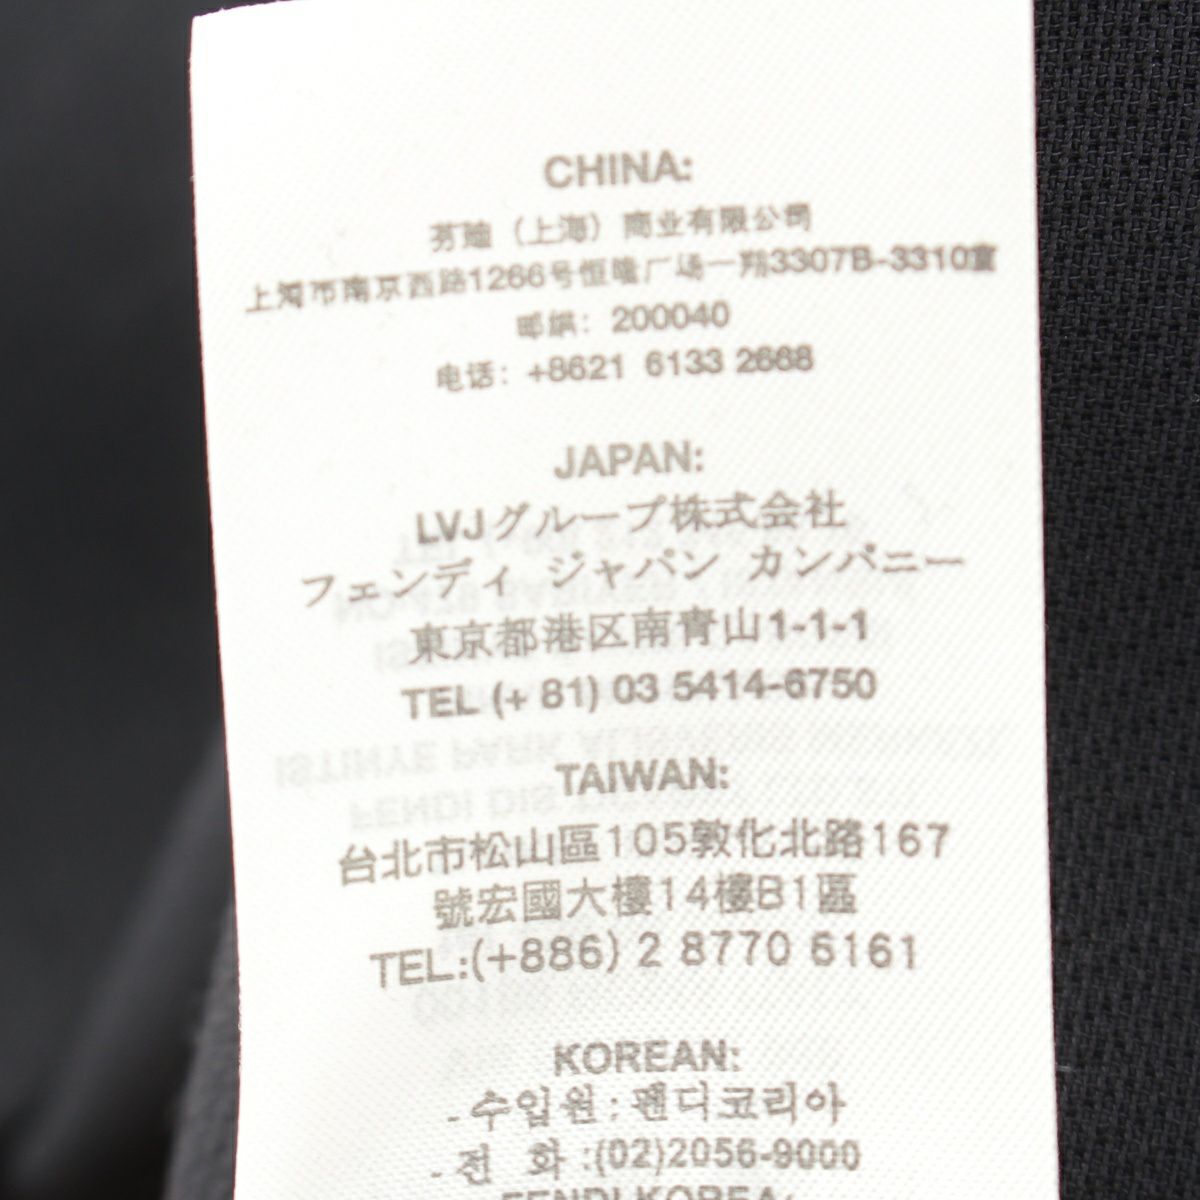 CHINA:
芬迪（上海）商业有限公司
上海市南京西路1266号恒隆广场一期3307B-3310室
邮编：200040
电话：+8621 6133 2668
JAPAN:
LVJグループ株式会社
フェンディ ジャパン カンパニー
東京都港区南青山1-1-1
TEL (+ 81) 03 5414-6750
TAIWAN:
台北市松山區105敦化北路167
號宏國大樓14樓B1區
TEL:(+886) 2 8770 6161
KOREAN:
- 수입원 : 펜디코리아
- 전 화 :(02)2056-9000
FENDI KOREA: